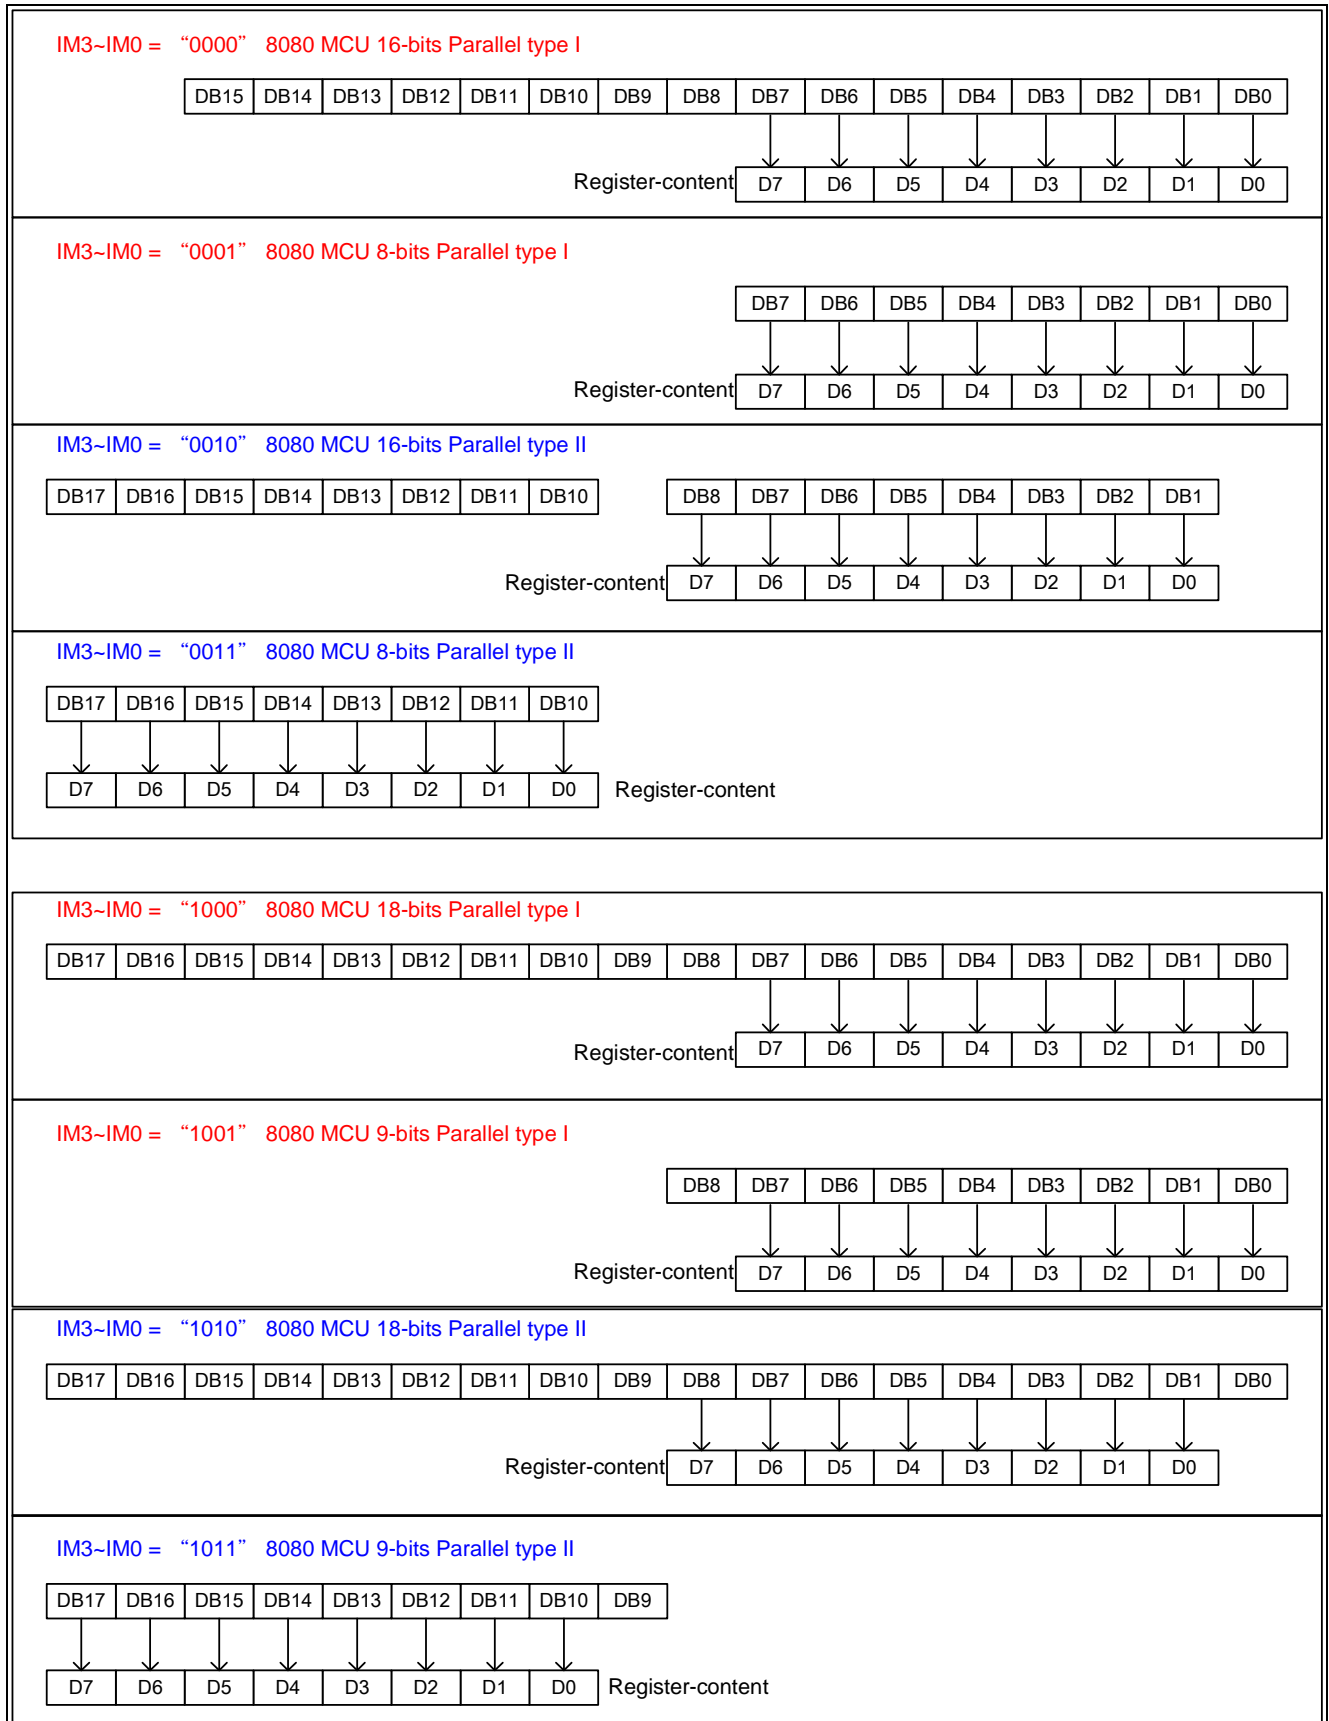 IM3~IM0 = “0000” 8080 MCU 16-bits Parallel type I
DB15 DB14 DB13 DB12 DB11 DB10 DB9 DB8 DB7 DB6 DB5 DB4 DB3 DB2 DB1 DB0
Register-content D7 D6 D5 D4 D3 D2 D1 D0
IM3~IM0 = “0001” 8080 MCU 8-bits Parallel type I
DB7 DB6 DB5 DB4 DB3 DB2 DB1 DB0
Register-content D7 D6 D5 D4 D3 D2 D1 D0
IM3~IM0 = “0010” 8080 MCU 16-bits Parallel type II
DB17 DB16 DB15 DB14 DB13 DB12 DB11 DB10 DB8 DB7 DB6 DB5 DB4 DB3 DB2 DB1
Register-content D7 D6 D5 D4 D3 D2 D1 D0
IM3~IM0 = “0011” 8080 MCU 8-bits Parallel type II
DB17 DB16 DB15 DB14 DB13 DB12 DB11 DB10
D7 D6 D5 D4 D3 D2 D1 D0 Register-content
IM3~IM0 = “1000” 8080 MCU 18-bits Parallel type I
DB17 DB16 DB15 DB14 DB13 DB12 DB11 DB10 DB9 DB8 DB7 DB6 DB5 DB4 DB3 DB2 DB1 DB0
Register-content D7 D6 D5 D4 D3 D2 D1 D0
IM3~IM0 = “1001” 8080 MCU 9-bits Parallel type I
DB8 DB7 DB6 DB5 DB4 DB3 DB2 DB1 DB0
Register-content D7 D6 D5 D4 D3 D2 D1 D0
IM3~IM0 = “1010” 8080 MCU 18-bits Parallel type II
DB17 DB16 DB15 DB14 DB13 DB12 DB11 DB10 DB9 DB8 DB7 DB6 DB5 DB4 DB3 DB2 DB1 DB0
Register-content D7 D6 D5 D4 D3 D2 D1 D0
IM3~IM0 = “1011” 8080 MCU 9-bits Parallel type II
DB17 DB16 DB15 DB14 DB13 DB12 DB11 DB10 DB9
D7 D6 D5 D4 D3 D2 D1 D0 Register-content